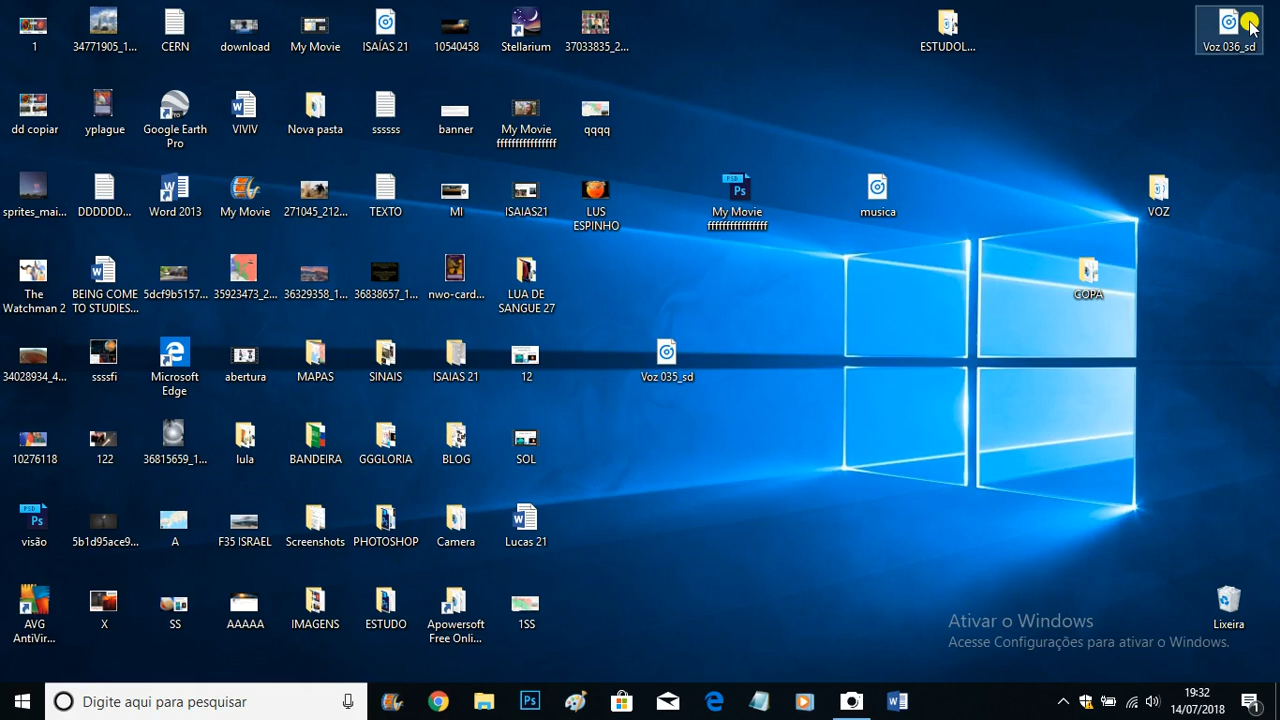 1
34771905_1...
CERN
download
My Movie
ISAÍAS 21
10540458
Stellarium
37033835_2...
ESTUDOL...
Voz 036_sd
dd copiar
yplague
Google Earth
Pro
VIVIV
Nova pasta
ssssss
banner
My Movie
ffffffffffffffff
qqqq
sprites_mai...
DDDDDD...
Word 2013
My Movie
271045_212...
TEXTO
MI
ISAIAS21
LUS
ESPINHO
My Movie
ffffffffffffffff
musica
VOZ
The
Watchman 2
BEING COME
TO STUDIES...
5dcf9b5157...
35923473_2...
36329358_1...
36838657_1...
nwo-card...
LUA DE
SANGUE 27
COPA
34028934_4...
ssssfi
Microsoft
Edge
abertura
MAPAS
SINAIS
ISAIAS 21
12
Voz 035_sd
10276118
122
36815659_1...
lula
BANDEIRA
GGGLORIA
BLOG
SOL
visão
5b1d95ace9...
A
F35 ISRAEL
Screenshots
PHOTOSHOP
Camera
Lucas 21
AVG
AntiVir...
X
SS
AAAAA
IMAGENS
ESTUDO
Apowersoft
Free Onli...
1SS
Lixeira
Ativar o Windows
Acesse Configurações para ativar o Windows.
Digite aqui para pesquisar
19:32
14/07/2018